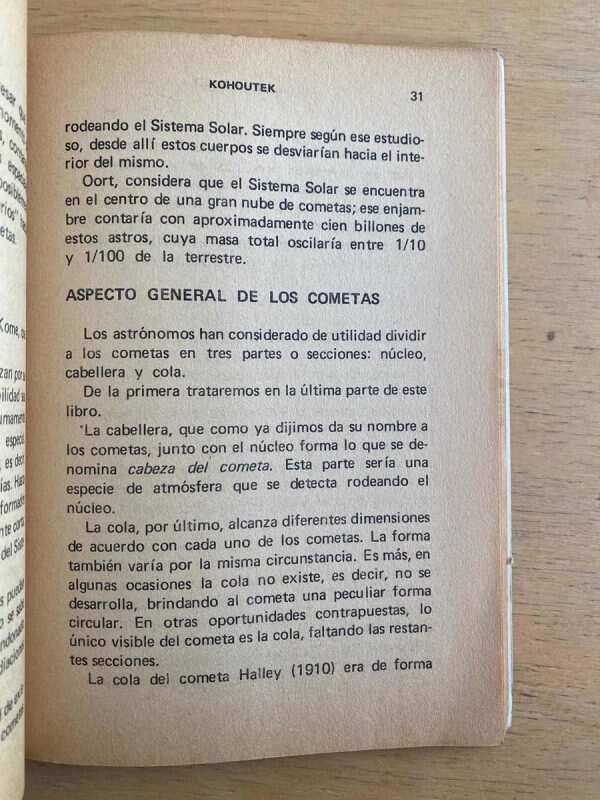 KOHOUTEK
31
rodeando el Sistema Solar. Siempre según ese estudio-
so, desde allí estos cuerpos se desviarían hacia el inte-
rior del mismo.
Oort, considera que el Sistema Solar se encuentra
en el centro de una gran nube de cometas; ese enjam-
bre contaría con aproximadamente cien billones de
estos astros, cuya masa total oscilaría entre 1/10
y 1/100 de la terrestre.
ASPECTO GENERAL DE LOS COMETAS
Los astrónomos han considerado de utilidad dividir
a los cometas en tres partes o secciones: núcleo,
cabellera y cola.
De la primera trataremos en la última parte de este
libro.
La cabellera, que como ya dijimos da su nombre a
los cometas, junto con el núcleo forma lo que se de-
nomina cabeza del cometa. Esta parte sería una
especie de atmósfera que se detecta rodeando el
núcleo.
La cola, por último, alcanza diferentes dimensiones
de acuerdo con cada uno de los cometas. La forma
también varía por la misma circunstancia. Es más, en
algunas ocasiones la cola no existe, es decir, no se
desarrolla, brindando al cometa una peculiar forma
circular. En otras oportunidades contrapuestas, lo
único visible del cometa es la cola, faltando las restan-
tes secciones.
La cola del cometa Halley (1910) era de forma